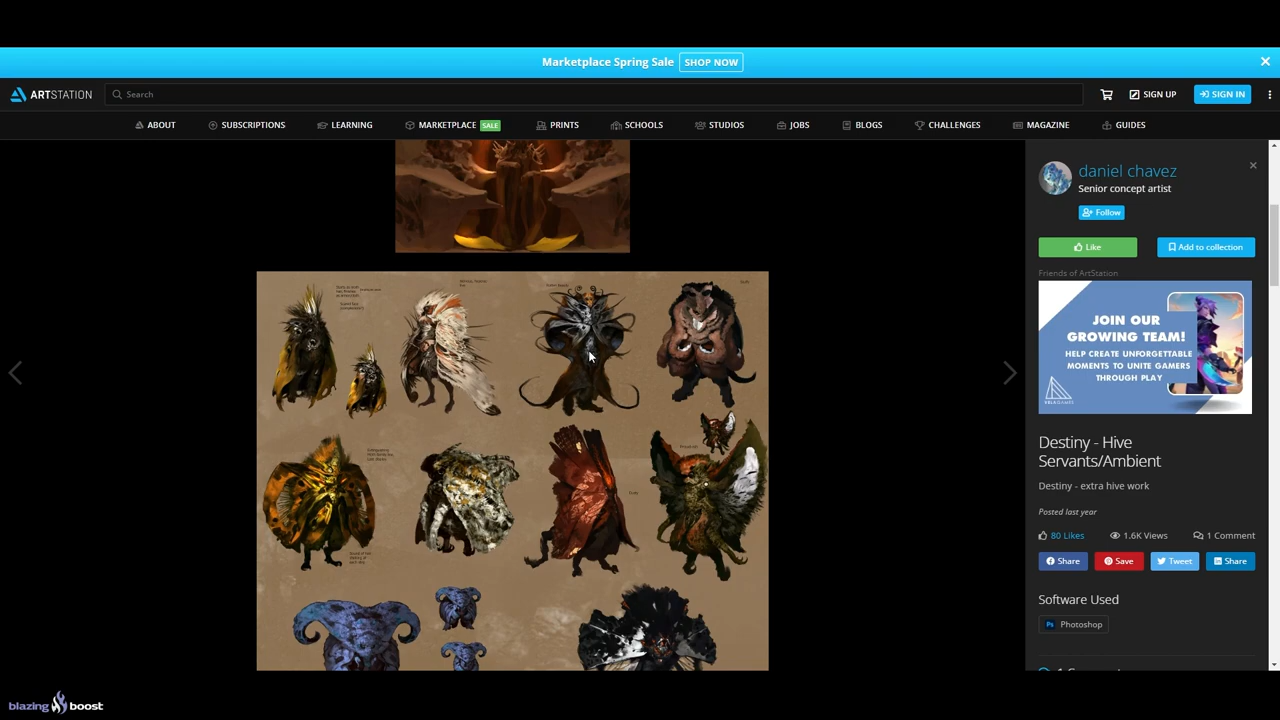 Marketplace Spring Sale SHOP NOW
ARTSTATION Search SIGN UP SIGN IN
ABOUT SUBSCRIPTIONS LEARNING MARKETPLACE SALE PRINTS SCHOOLS STUDIOS JOBS BLOGS CHALLENGES MAGAZINE GUIDES
daniel chavez
Senior concept artist
Follow
Like Add to collection
Friends of ArtStation
JOIN OUR
GROWING TEAM!
HELP CREATE UNFORGETTABLE
MOMENTS TO UNITE GAMERS
THROUGH PLAY
Destiny - Hive
Servants/Ambient
Destiny - extra hive work
Posted last year
80 Likes 1.6K Views 1 Comment
Share Save Tweet Share
Software Used
Ps Photoshop
blazing boost